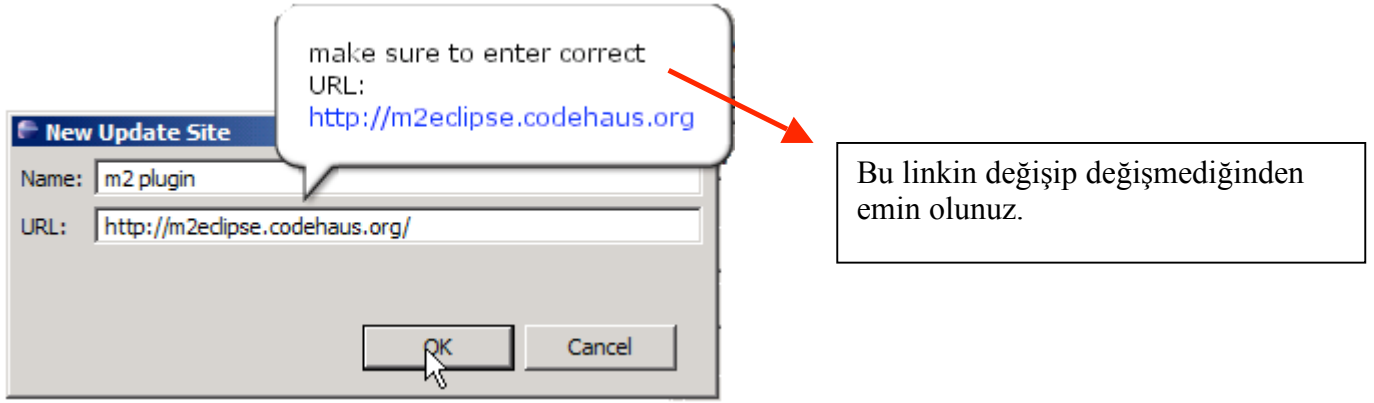 make sure to enter correct
URL:
http://m2eclipse.codehaus.org
New Update Site
Name: m2 plugin
URL: http://m2eclipse.codehaus.org/
OK Cancel
Bu linkin değişip değişmediğinden
emin olunuz.